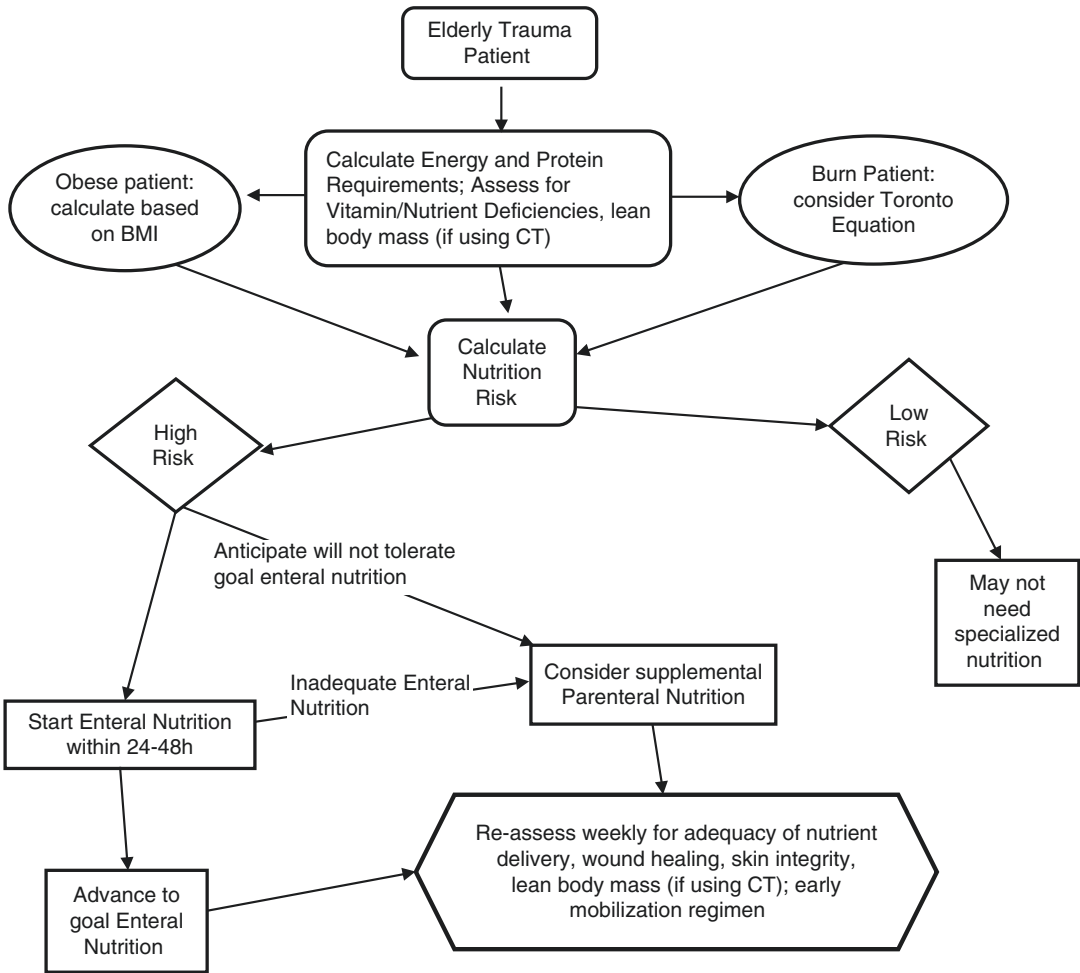 Elderly Trauma
Patient
Calculate Energy and Protein
Requirements; Assess for
Vitamin/Nutrient Deficiencies, lean
body mass (if using CT)
Obese patient:
calculate based
on BMI
Burn Patient:
consider Toronto
Equation
Calculate
Nutrition
Risk
High
Risk
Low
Risk
Anticipate will not tolerate
goal enteral nutrition
May not
need
specialized
nutrition
Inadequate Enteral
Nutrition
Consider supplemental
Parenteral Nutrition
Start Enteral Nutrition
within 24-48h
Re-assess weekly for adequacy of nutrient
delivery, wound healing, skin integrity,
lean body mass (if using CT); early
mobilization regimen
Advance to
goal Enteral
Nutrition